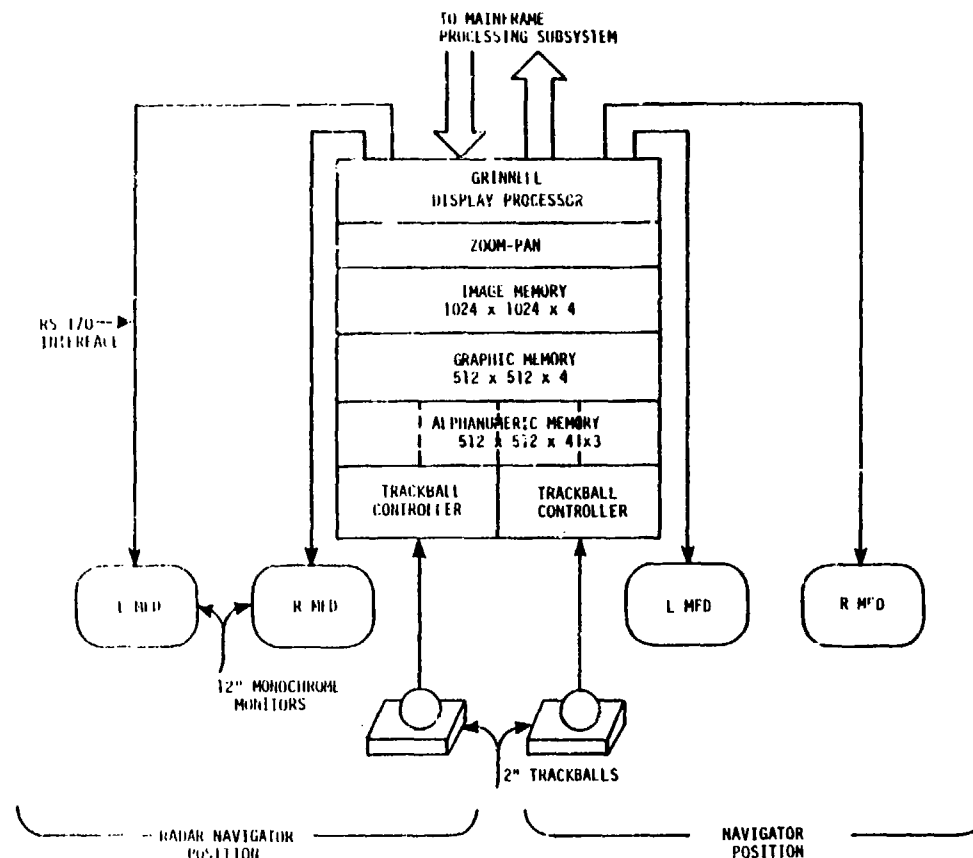 TO MAINFRAME
PROCESSING SUBSYSTEM
GRINNELL
DISPLAY PROCESSOR
ZOOM-PAN
IMAGE MEMORY
1024 x 1024 x 4
RS 170
INTERFACE
GRAPHIC MEMORY
512 x 512 x 4
ALPHANUMERIC MEMORY
512 x 512 x 4 x3
TRACKBALL
CONTROLLER
TRACKBALL
CONTROLLER
L MFD
R MFD
L MFD
R MFD
12" MONOCHROME
MONITORS
2" TRACKBALLS
RADAR NAVIGATOR
POSITION
NAVIGATOR
POSITION